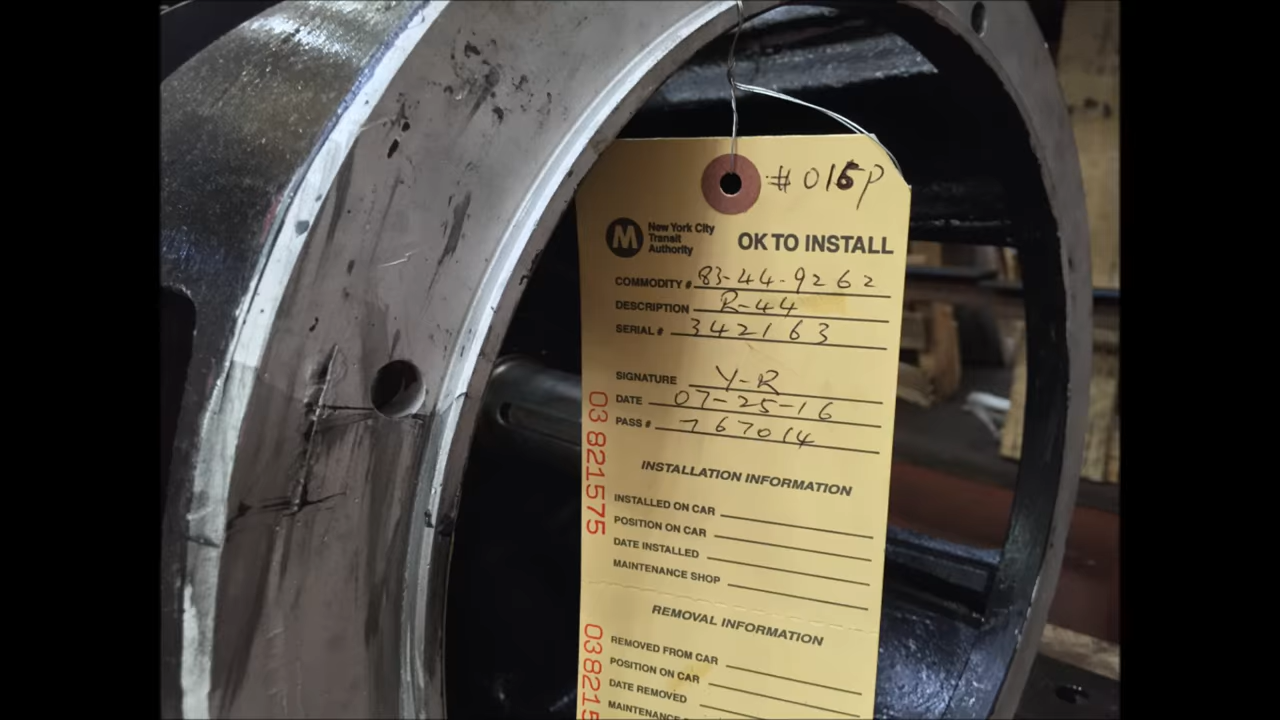 #016P
M New York City
Transit
Authority
OK TO INSTALL
COMMODITY # 83-44-9262
DESCRIPTION R-44
SERIAL # 342163
SIGNATURE Y-R
DATE 07-25-16
PASS # 767014
03 821575
INSTALLATION INFORMATION
INSTALLED ON CAR
POSITION ON CAR
DATE INSTALLED
MAINTENANCE SHOP
REMOVAL INFORMATION
REMOVED FROM CAR
POSITION ON CAR
DATE REMOVED